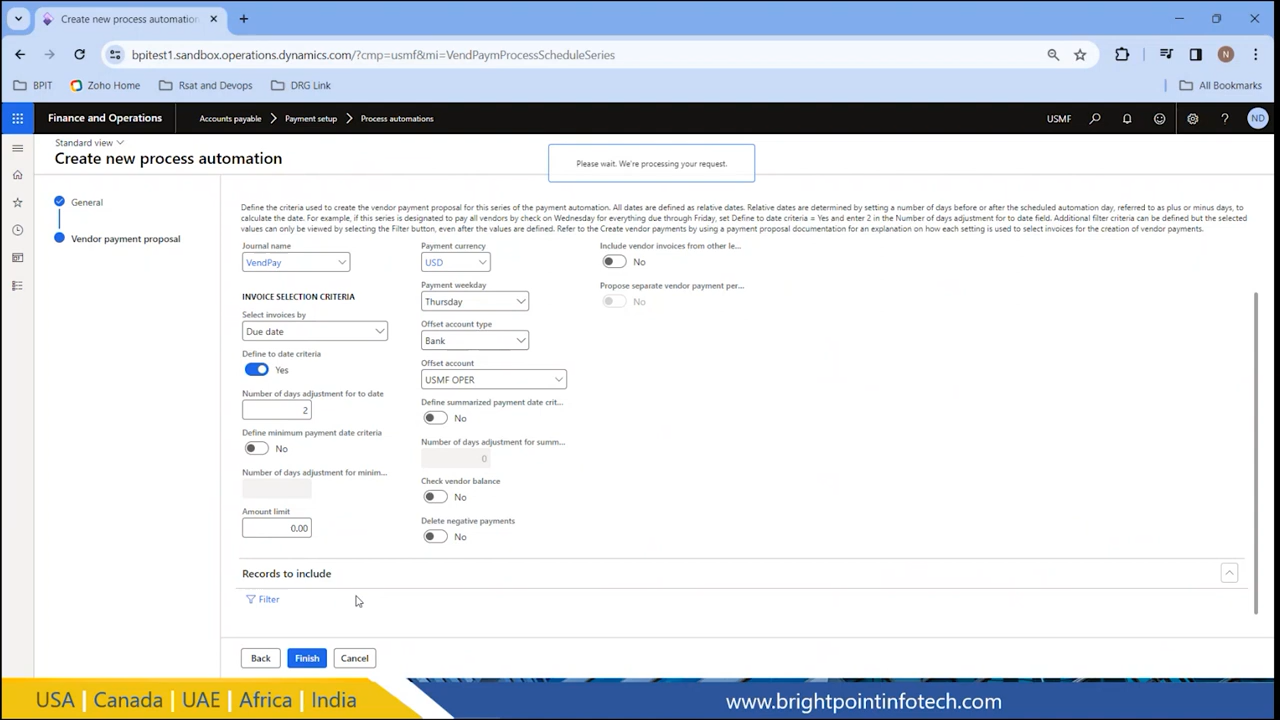 Create new process automation
bpitest1.sandbox.operations.dynamics.com/?cmp=usmf&mi=VendPaymProcessScheduleSeries
N
BPIT
Zoho Home
Rsat and Devops
DRG Link
All Bookmarks
Finance and Operations
Accounts payable
Payment setup
Process automations
USMF
ND
Standard view
Create new process automation
Please wait. We're processing your request.
General
Vendor payment proposal
Define the criteria used to create the vendor payment proposal for this series of the payment automation. All dates are defined as relative dates. Relative dates are determined by setting a number of days before or after the scheduled automation day, referred to as plus or minus days, to
calculate the date. For example, if this series is designated to pay all vendors by check on Wednesday for everything due through Friday, set Define to date criteria = Yes and enter 2 in the Number of days adjustment for to date field. Additional filter criteria can be defined but the selected
values can only be viewed by selecting the Filter button, even after the values are defined. Refer to the Create vendor payments by using a payment proposal documentation for an explanation on how each setting is used to select invoices for the creation of vendor payments.
Journal name
VendPay
INVOICE SELECTION CRITERIA
Select invoices by
Due date
Define to date criteria
Yes
Number of days adjustment for to date
2
Define minimum payment date criteria
No
Number of days adjustment for minim...
Amount limit
0.00
Payment currency
USD
Payment weekday
Thursday
Offset account type
Bank
Offset account
USMF OPER
Define summarized payment date crit...
No
Number of days adjustment for summ...
0
Check vendor balance
No
Delete negative payments
No
Include vendor invoices from other le...
No
Propose separate vendor payment per...
No
Records to include
Filter
Back
Finish
Cancel
USA | Canada | UAE | Africa | India
www.brightpointinfotech.com